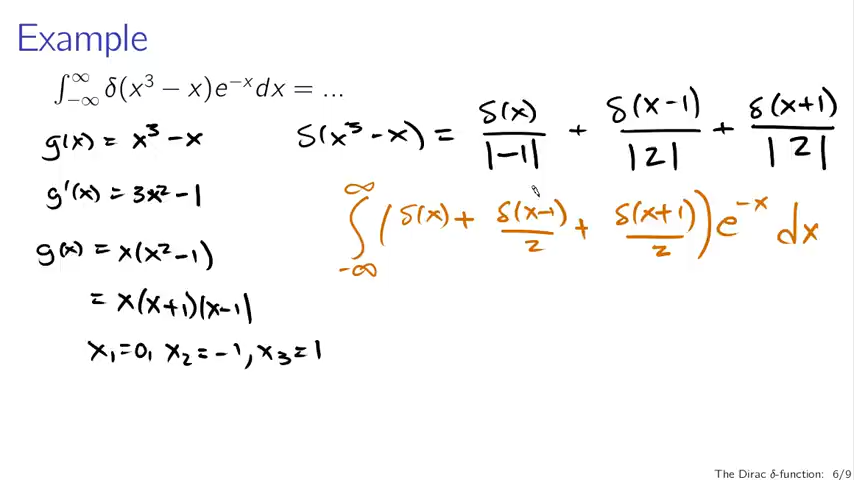 Example
∫_{-∞}^{∞} δ(x³ − x)e^{−x}dx = ...
g(x) = x³ − x
g'(x) = 3x² − 1
g(x) = x(x² − 1)
= x(x+1)(x−1)
x₁=0, x₂=−1, x₃=1
δ(x³ − x) = δ(x)/|−1| + δ(x−1)/|2| + δ(x+1)/|2|
∫_{-∞}^{∞} (δ(x) + δ(x−1)/2 + δ(x+1)/2) e^{−x} dx
The Dirac δ-function: 6/9